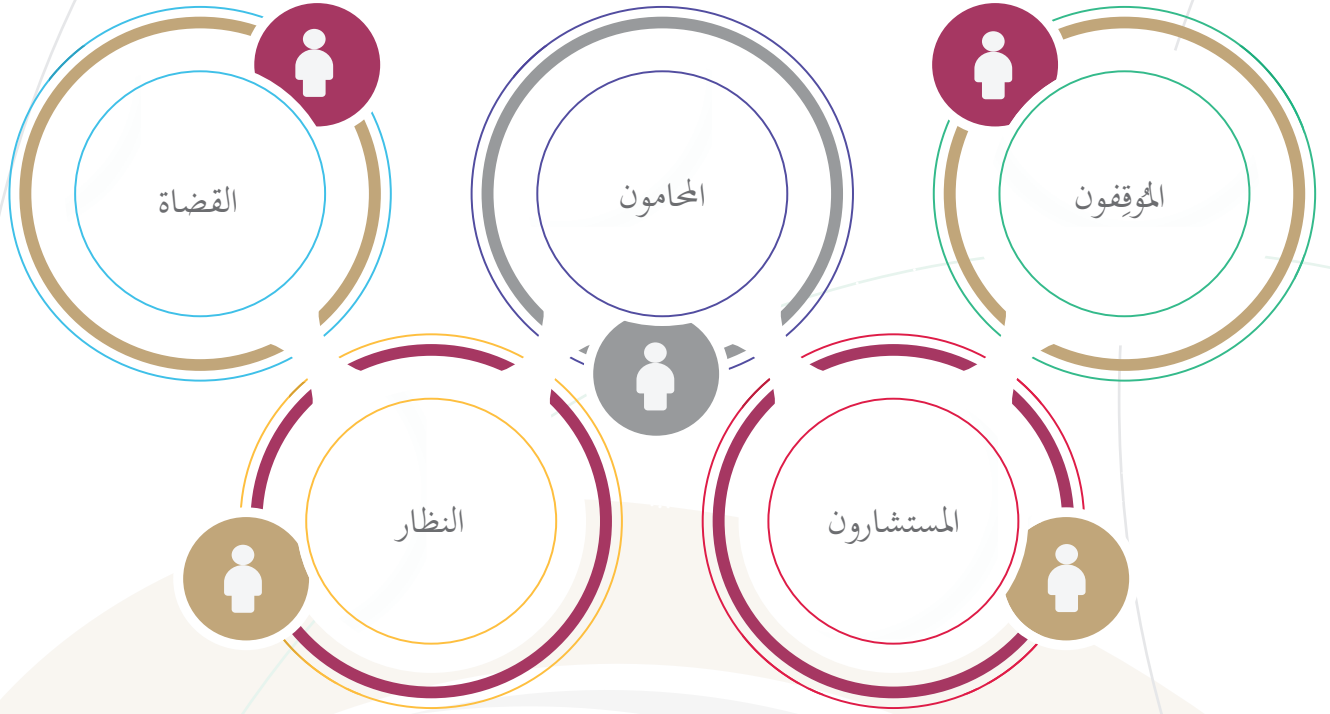 المُوقِفون
المحامون
القضاة
المستشارون
النظار